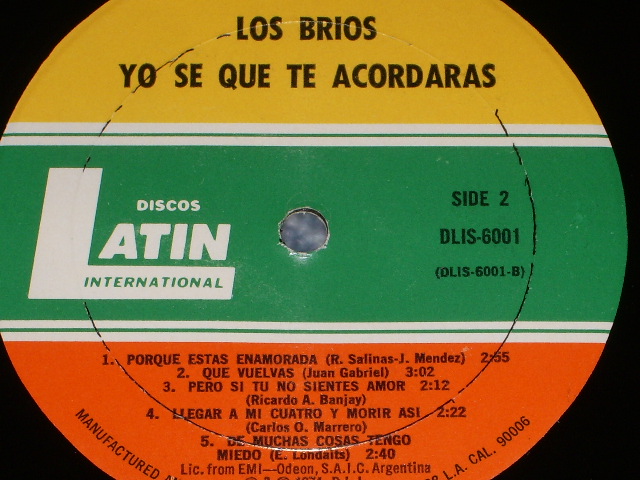 LOS BRIOS
YO SE QUE TE ACORDARAS
DISCOS
LATIN
INTERNATIONAL
SIDE 2
DLIS-6001
(DLIS-6001-B)
1. PORQUE ESTAS ENAMORADA (R. Salinas-J. Mendez) 2:55
2. QUE VUELVAS (Juan Gabriel) 3:02
3. PERO SI TU NO SIENTES AMOR 2:12
(Ricardo A. Banjay)
4. LLEGAR A MI CUATRO Y MORIR ASI 2:22
(Carlos O. Marrero)
5. DE MUCHAS COSAS TENGO
MIEDO (E. Londaits) 2:40
Lic. from EMI—Odeon, S.A.I.C. Argentina
MANUFACTURED
L.A. CAL. 90006